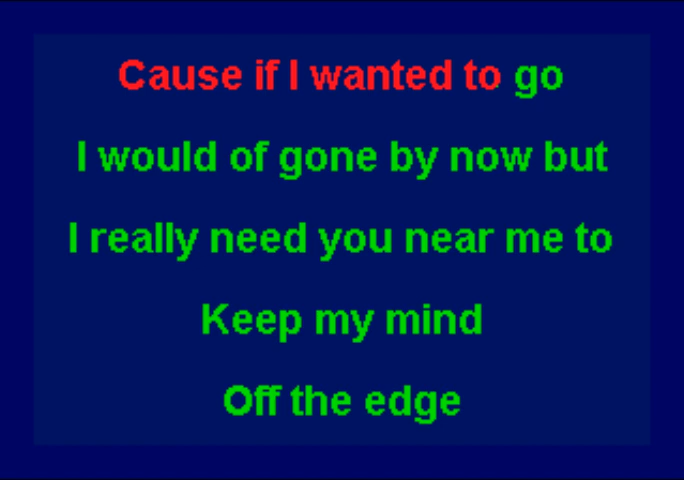 Cause if I wanted to go
I would of gone by now but
I really need you near me to
Keep my mind
Off the edge